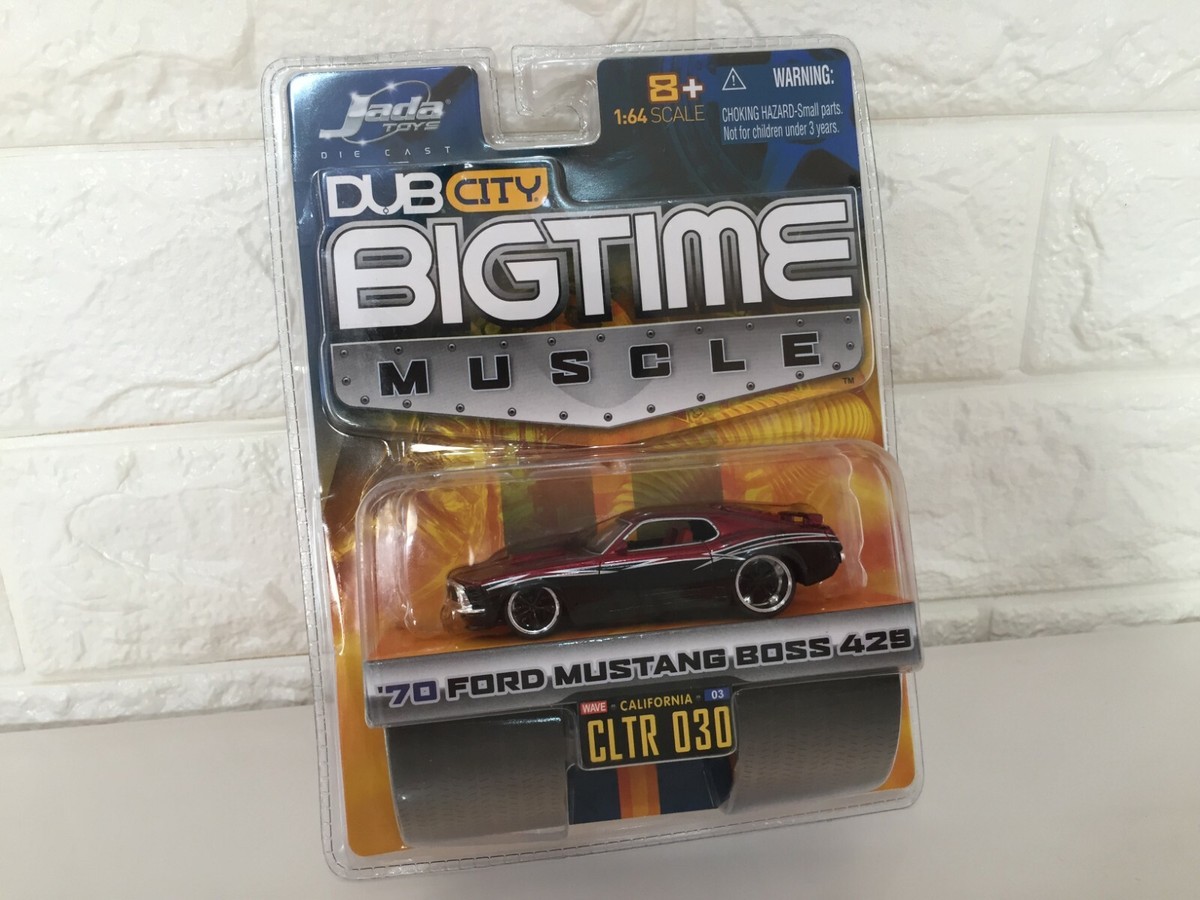 Jada®
TOYS
DIE CAST
8+
1:64 SCALE
WARNING:
CHOKING HAZARD-Small parts.
Not for children under 3 years.
DUB CITY
BIGTIME
MUSCLE
TM
'70 FORD MUSTANG BOSS 429
WAVE CALIFORNIA 03
CLTR 030